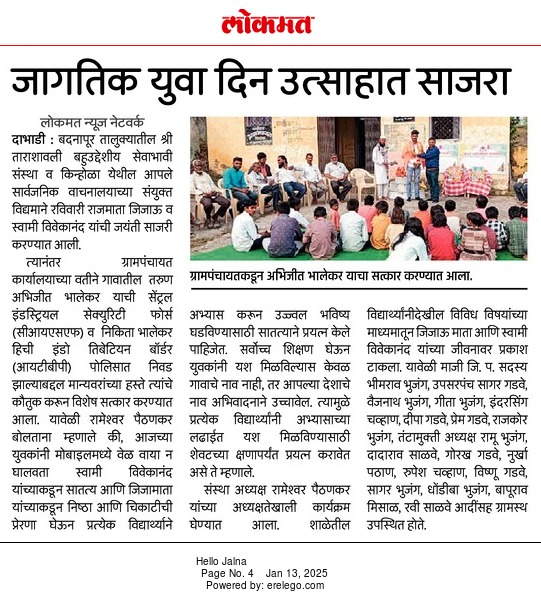 लोकमत
जागतिक युवा दिन उत्साहात साजरा
लोकमत न्यूज नेटवर्क
दाभाडी : बदनापूर तालुक्यातील श्री
ताराशावली बहुउद्देशीय सेवाभावी
संस्था व किन्होळा येथील आपले
सार्वजनिक वाचनालयाच्या संयुक्त
विद्यमाने रविवारी राजमाता जिजाऊ व
स्वामी विवेकानंद यांची जयंती साजरी
करण्यात आली.
त्यानंतर ग्रामपंचायत
कार्यालयाच्या वतीने गावातील तरुण
अभिजीत भालेकर याची सेंट्रल
इंडस्ट्रियल सेक्युरिटी फोर्स
(सीआयएसएफ) व निकिता भालेकर
हिची इंडो तिबेटियन बॉर्डर
(आयटीबीपी) पोलिसात निवड
झाल्याबद्दल मान्यवरांच्या हस्ते त्यांचे
कौतुक करून विशेष सत्कार करण्यात
आला. यावेळी रामेश्वर पैठणकर
बोलताना म्हणाले की, आजच्या
युवकांनी मोबाइलमध्ये वेळ वाया न
घालवता स्वामी विवेकानंद
यांच्याकडून सातत्य आणि जिजामाता
यांच्याकडून निष्ठा आणि चिकाटीची
प्रेरणा घेऊन प्रत्येक विद्यार्थ्याने
ग्रामपंचायतकडून अभिजीत भालेकर याचा सत्कार करण्यात आला.
अभ्यास करून उज्ज्वल भविष्य
घडविण्यासाठी सातत्याने प्रयत्न केले
पाहिजेत. सर्वोच्च शिक्षण घेऊन
युवकांनी यश मिळविल्यास केवळ
गावाचे नाव नाही, तर आपल्या देशाचे
नाव अभिवादनाने उच्चावेल. त्यामुळे
प्रत्येक विद्यार्थ्यांनी अभ्यासाच्या
लढाईत यश मिळविण्यासाठी
शेवटच्या क्षणापर्यंत प्रयत्न करावेत
असे ते म्हणाले.
संस्था अध्यक्ष रामेश्वर पैठणकर
यांच्या अध्यक्षतेखाली कार्यक्रम
घेण्यात आला. शाळेतील
विद्यार्थ्यांनीदेखील विविध विषयांच्या
माध्यमातून जिजाऊ माता आणि स्वामी
विवेकानंद यांच्या जीवनावर प्रकाश
टाकला. यावेळी माजी जि. प. सदस्य
भीमराव भुजंग, उपसरपंच सागर गडवे,
वैजनाथ भुजंग, गीता भुजंग, इंदरसिंग
चव्हाण, दीपा गडवे, प्रेम गडवे, राजकोर
भुजंग, तंटामुक्ती अध्यक्ष रामू भुजंग,
दादाराव साळवे, गोरख गडवे, नुर्खा
पठाण, रुपेश चव्हाण, विष्णू गडवे,
सागर भुजंग, धोंडीबा भुजंग, बापूराव
मिसाळ, रवी साळवे आदींसह ग्रामस्थ
उपस्थित होते.
Hello Jalna
Page No. 4 Jan 13, 2025
Powered by: erelego.com